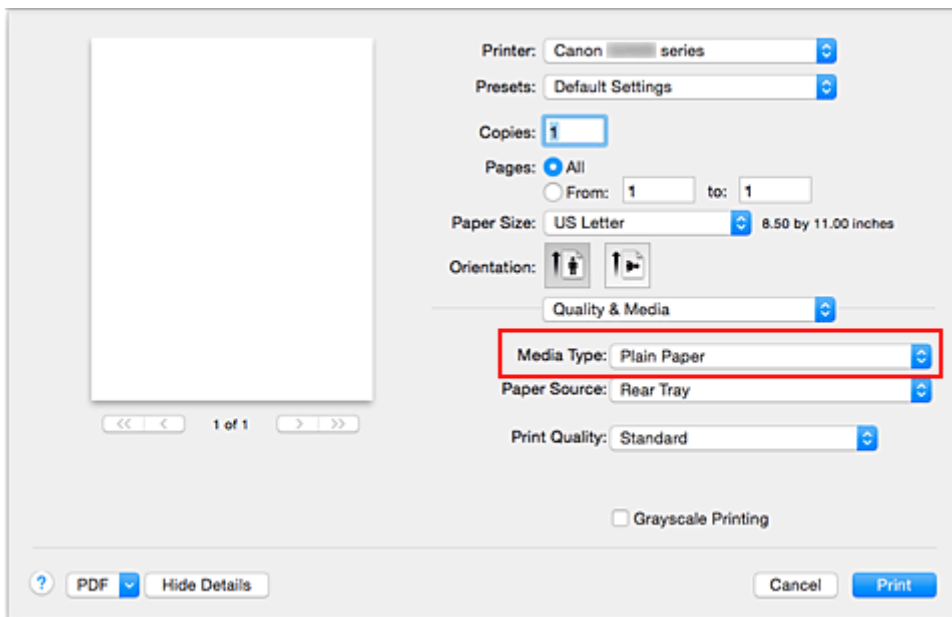 Printer: Canon series
Presets: Default Settings
Copies: 1
Pages: All
From: 1 to: 1
Paper Size: US Letter 8.50 by 11.00 inches
Orientation:
Quality & Media
Media Type: Plain Paper
Paper Source: Rear Tray
1 of 1
Print Quality: Standard
Grayscale Printing
? PDF Hide Details Cancel Print